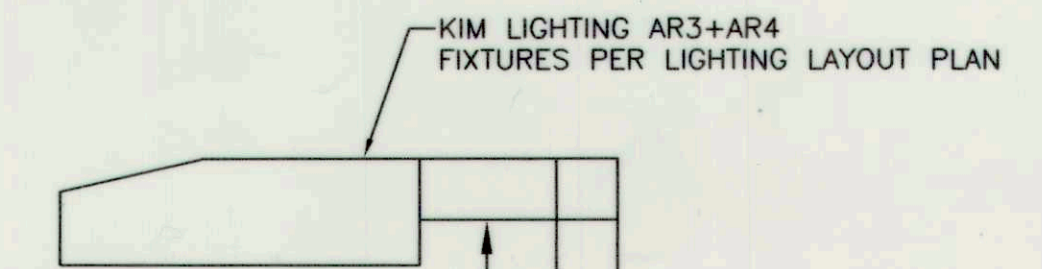 KIM LIGHTING AR3+AR4
FIXTURES PER LIGHTING LAYOUT PLAN